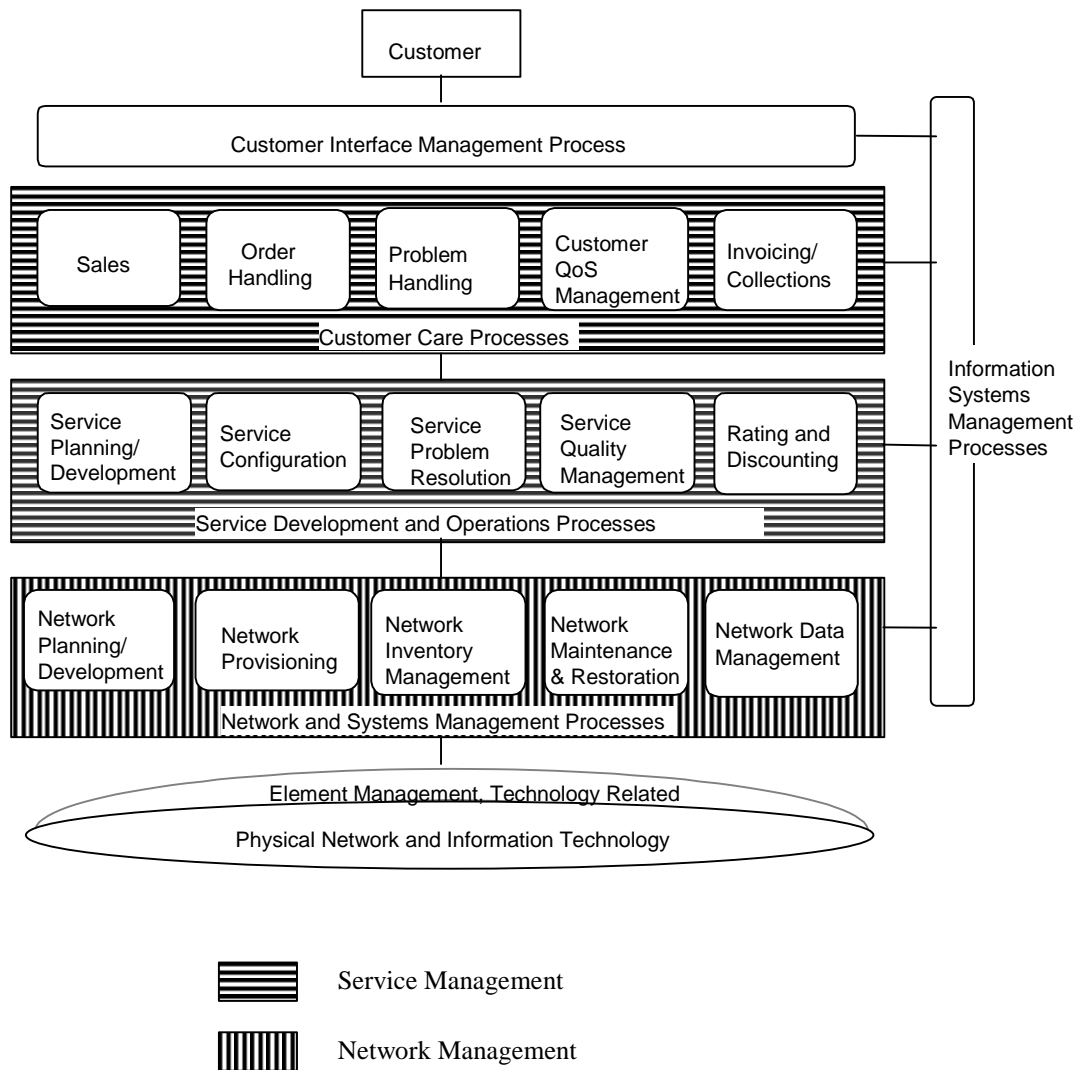 Customer
Customer Interface Management Process
Sales
Order
Handling
Problem
Handling
Customer
QoS
Management
Invoicing/
Collections
Customer Care Processes
Information
Systems
Management
Processes
Service
Planning/
Development
Service
Configuration
Service
Problem
Resolution
Service
Quality
Management
Rating and
Discounting
Service Development and Operations Processes
Network
Planning/
Development
Network
Provisioning
Network
Inventory
Management
Network
Maintenance
& Restoration
Network Data
Management
Network and Systems Management Processes
Element Management, Technology Related
Physical Network and Information Technology
Service Management
Network Management